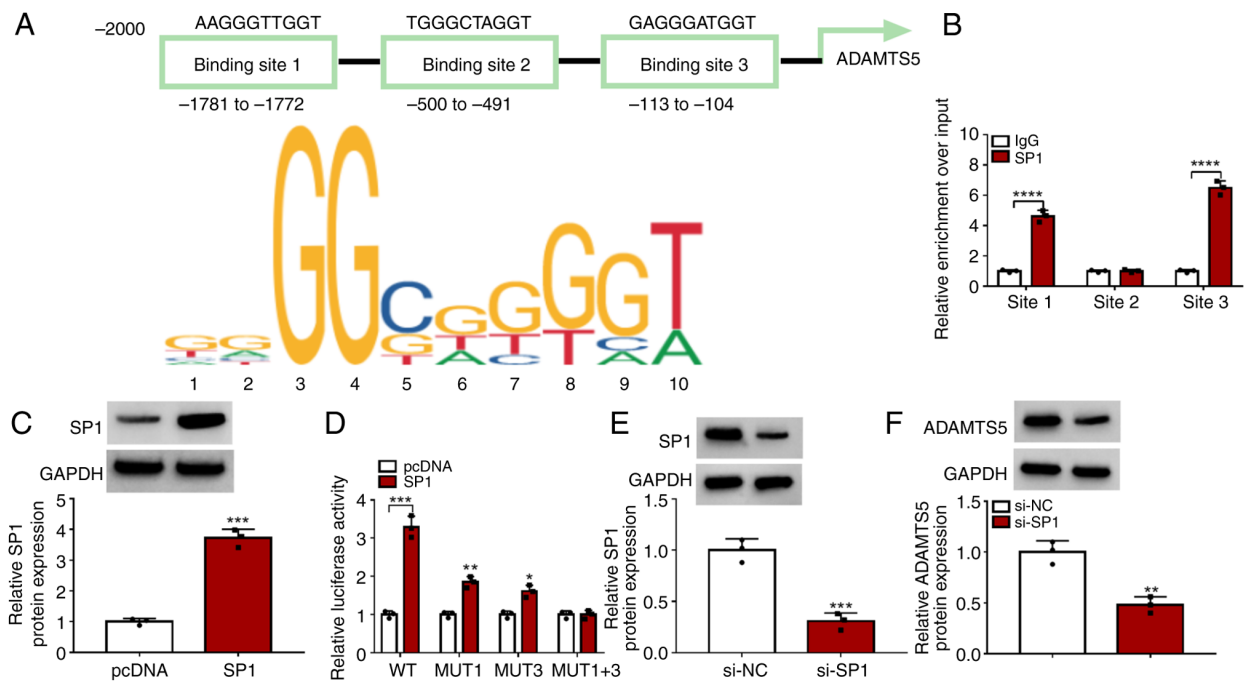 A
–2000
AAGGGTTGGT
TGGGCTAGGT
GAGGGATGGT
Binding site 1
Binding site 2
Binding site 3
ADAMTS5
–1781 to –1772
–500 to –491
–113 to –104
1 2 3 4 5 6 7 8 9 10
B
Relative enrichment over input
10
8
6
4
2
0
IgG
SP1
****
****
Site 1 Site 2 Site 3
C
SP1
GAPDH
Relative SP1
protein expression
5
4
3
2
1
0
***
pcDNA SP1
D
pcDNA
SP1
Relative luciferase activity
4
3
2
1
0
***
**
*
WT MUT1 MUT3 MUT1+3
E
SP1
GAPDH
Relative SP1
protein expression
1.5
1.0
0.5
0.0
***
si-NC si-SP1
F
ADAMTS5
GAPDH
Relative ADAMTS5
protein expression
1.5
1.0
0.5
0.0
si-NC
si-SP1
**